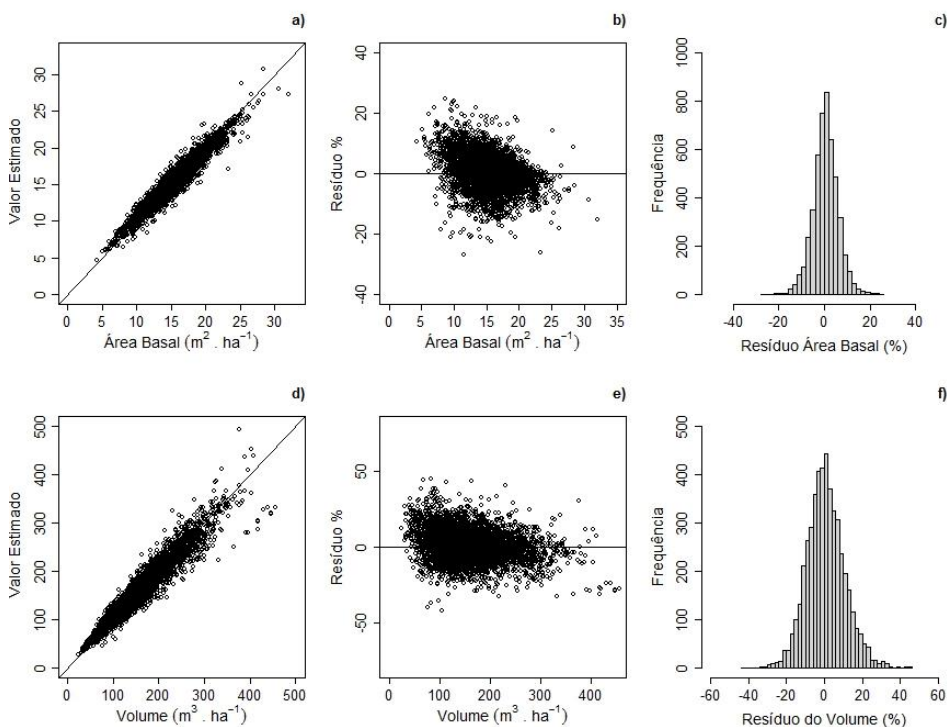 a)
Valor Estimado
30
25
20
15
10
5
0
0 5 10 15 20 25 30
Área Basal (m² . ha⁻¹)
b)
Resíduo %
40
20
0
-20
-40
0 5 10 15 20 25 30 35
Área Basal (m² . ha⁻¹)
c)
Frequência
1000
800
600
400
200
0
-40 -20 0 20 40
Resíduo Área Basal (%)
d)
Valor Estimado
500
400
300
200
100
0
0 100 200 300 400 500
Volume (m³ . ha⁻¹)
e)
Resíduo %
50
0
-50
0 100 200 300 400
Volume (m³ . ha⁻¹)
f)
Frequência
500
400
300
200
100
0
-60 -40 -20 0 20 40 60
Resíduo do Volume (%)